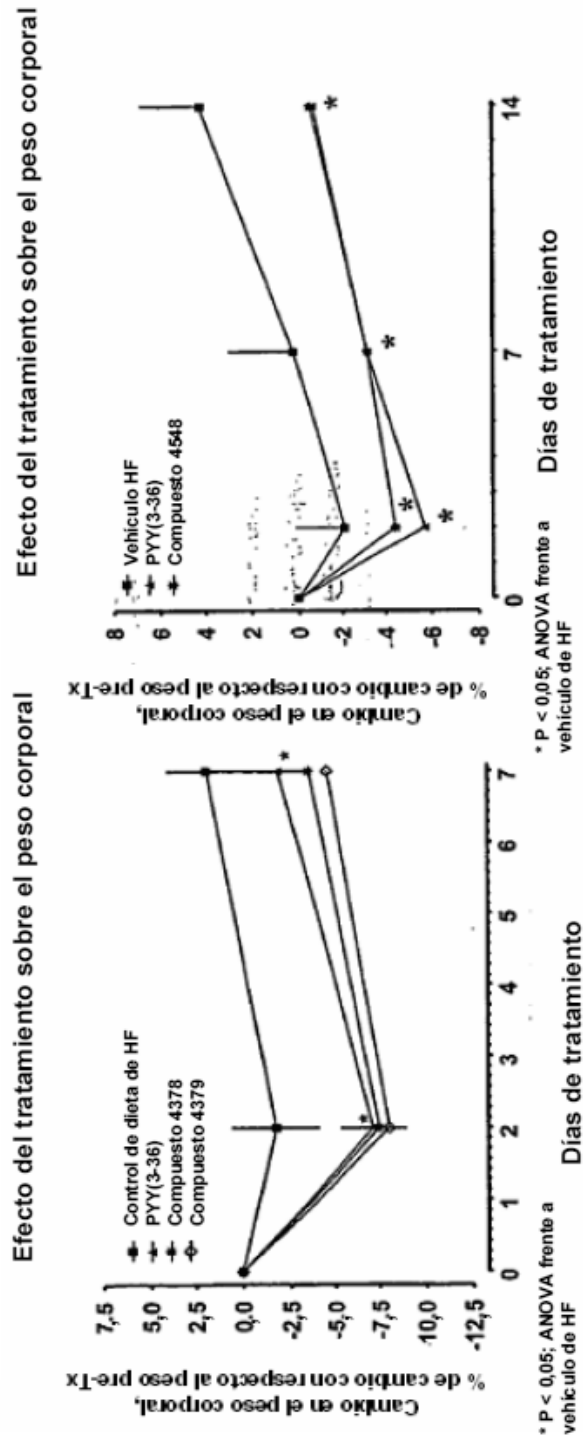 Efecto del tratamiento sobre el peso corporal
Cambio en el peso corporal,
% de cambio con respecto al peso pre-Tx
7,5
5,0
2,5
0,0
-2,5
-5,0
-7,5
-10,0
-12,5
Control de dieta de HF
PYY(3-36)
Compuesto 4378
Compuesto 4379
*
*
0
1
2
3
4
5
6
7
Días de tratamiento
* P < 0,05; ANOVA frente a
vehículo de HF
Efecto del tratamiento sobre el peso corporal
Cambio en el peso corporal,
% de cambio con respecto al peso pre-Tx
8
6
4
2
0
-2
-4
-6
-8
Vehículo HF
PYY(3-36)
Compuesto 4548
*
*
*
*
0
7
14
Días de tratamiento
* P < 0,05; ANOVA frente a
vehículo de HF